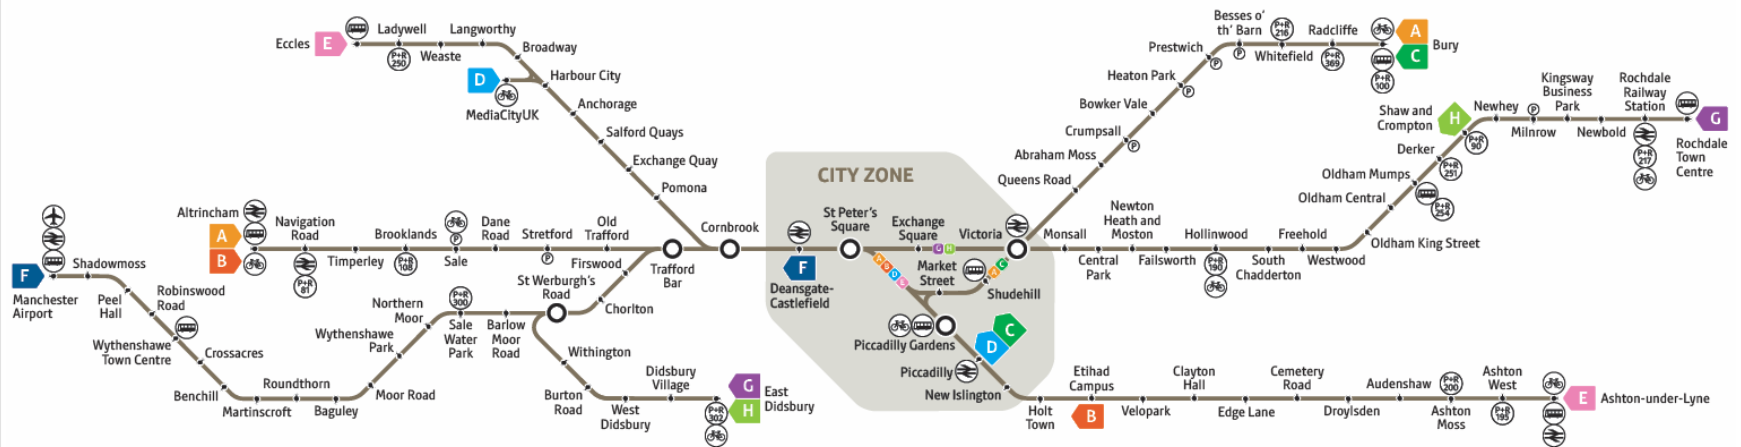 Eccles
E
Ladywell
P+R
250
Weaste
Langworthy
Broadway
D
MediaCityUK
Harbour City
Anchorage
Salford Quays
Exchange Quay
Pomona
Cornbrook
Altrincham
A
B
Navigation
Road
P+R
81
Timperley
Brooklands
P+R
108
Sale
P
Dane
Road
Stretford
P
Old
Trafford
Trafford
Bar
Firswood
Chorlton
St Werburgh's
Road
F
Manchester
Airport
Shadowmoss
Peel
Hall
Robinswood
Road
Wythenshawe
Town Centre
Crossacres
Benchill
Martinscroft
Roundthorn
Baguley
Moor Road
Wythenshawe
Park
Northern
Moor
P+R
300
Sale
Water
Park
Barlow
Moor
Road
Withington
Burton
Road
West
Didsbury
Didsbury
Village
G
H
East
Didsbury
P+R
302
CITY ZONE
F
Deansgate-
Castlefield
St Peter's
Square
Exchange
Square
G
H
Victoria
A
B
D
E
Market
Street
A
C
Shudehill
Piccadilly Gardens
C
D
Piccadilly
New Islington
Holt
Town
Etihad
Campus
B
Velopark
Clayton
Hall
Edge Lane
Cemetery
Road
Droylsden
Audenshaw
P+R
200
Ashton
Moss
Ashton
West
P+R
195
E
Ashton-under-Lyne
Queens Road
Abraham Moss
Crumpsall
P
Bowker Vale
Heaton Park
P
Prestwich
P
Besses o'
th' Barn
P
P+R
216
Whitefield
Radcliffe
P+R
369
A
C
Bury
P+R
100
Monsall
Central
Park
Newton
Heath and
Moston
Failsworth
Hollinwood
P+R
190
South
Chadderton
Freehold
Westwood
Oldham King Street
Oldham Central
Oldham Mumps
P+R
254
Derker
P+R
251
Shaw and
Crompton
H
P+R
90
Newhey
P
Milnrow
Kingsway
Business
Park
Newbold
Rochdale
Railway
Station
P+R
217
G
Rochdale
Town
Centre